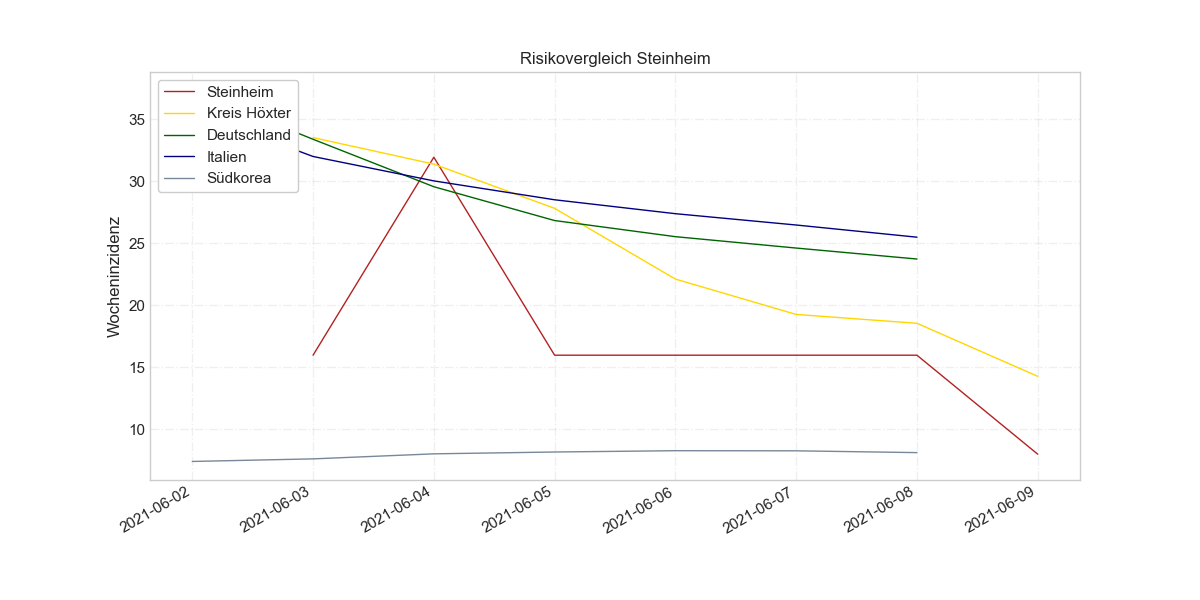 Risikovergleich Steinheim
Steinheim
Kreis Höxter
Deutschland
Italien
Südkorea
Wocheninzidenz
35
30
25
20
15
10
2021-06-02
2021-06-03
2021-06-04
2021-06-05
2021-06-06
2021-06-07
2021-06-08
2021-06-09